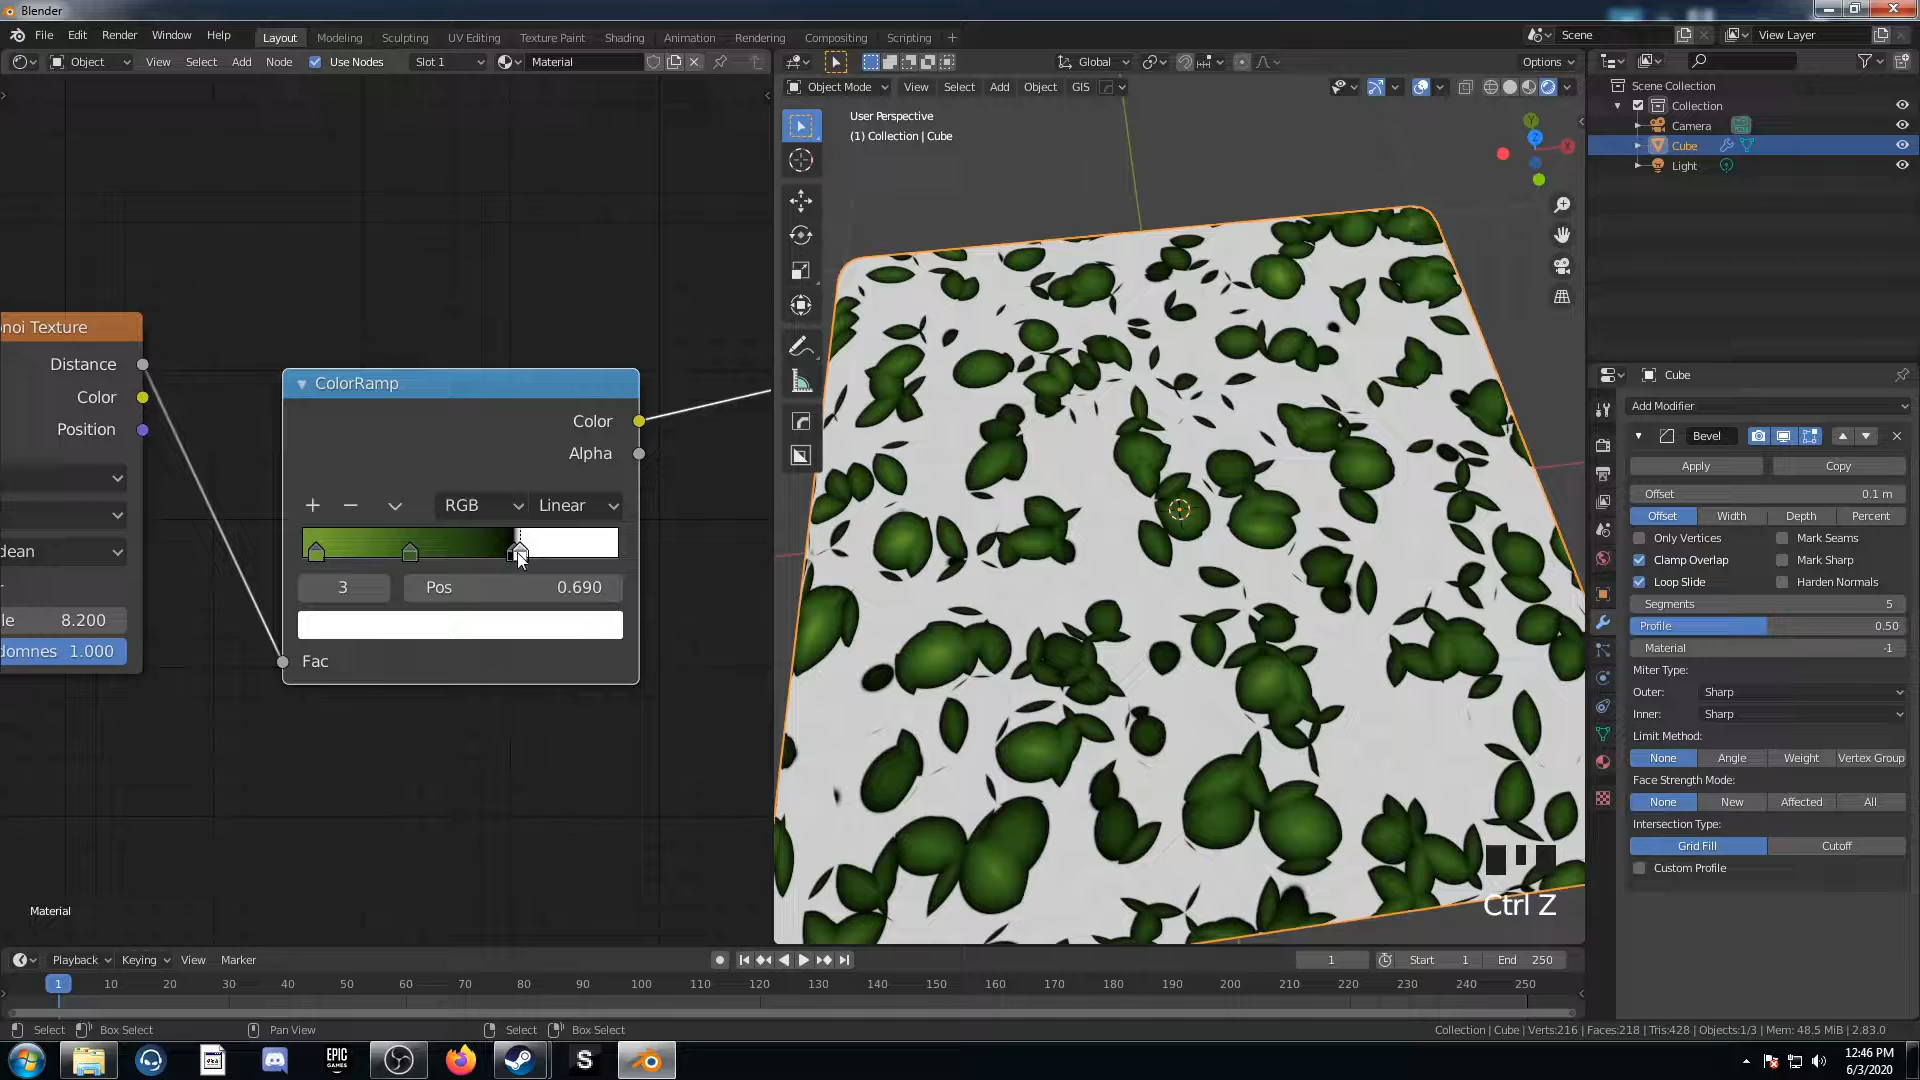 Blender
File Edit Render Window Help Layout Modeling Sculpting UV Editing Texture Paint Shading Animation Rendering Compositing Scripting + Scene View Layer
Object View Select Add Node Use Nodes Slot 1 Material Global Options
Object Mode View Select Add Object GIS
User Perspective
(1) Collection | Cube
Y
Z
X
Scene Collection
Collection
Camera
Cube
Light
noi Texture
Distance
Color
Position
dean
le 8.200
domnes 1.000
ColorRamp
Color
Alpha
RGB Linear
3 Pos 0.690
Fac
Material
Ctrl Z
Cube
Add Modifier
Bevel
Apply Copy
Offset 0.1 m
Offset Width Depth Percent
Only Vertices Mark Seams
Clamp Overlap Mark Sharp
Loop Slide Harden Normals
Segments 5
Profile 0.50
Material -1
Miter Type:
Outer: Sharp
Inner: Sharp
Limit Method:
None Angle Weight Vertex Group
Face Strength Mode:
None New Affected All
Intersection Type:
Grid Fill Cutoff
Custom Profile
Playback Keying View Marker 1 Start 1 End 250
1 10 20 30 40 50 60 70 80 90 100 110 120 130 140 150 160 170 180 190 200 210 220 230 240 250
Select Box Select Pan View Select Box Select Collection | Cube | Verts:216 | Faces:218 | Tris:428 | Objects:1/3 | Mem: 48.5 MiB | 2.83.0
EPIC GAMES
S
12:46 PM
6/3/2020